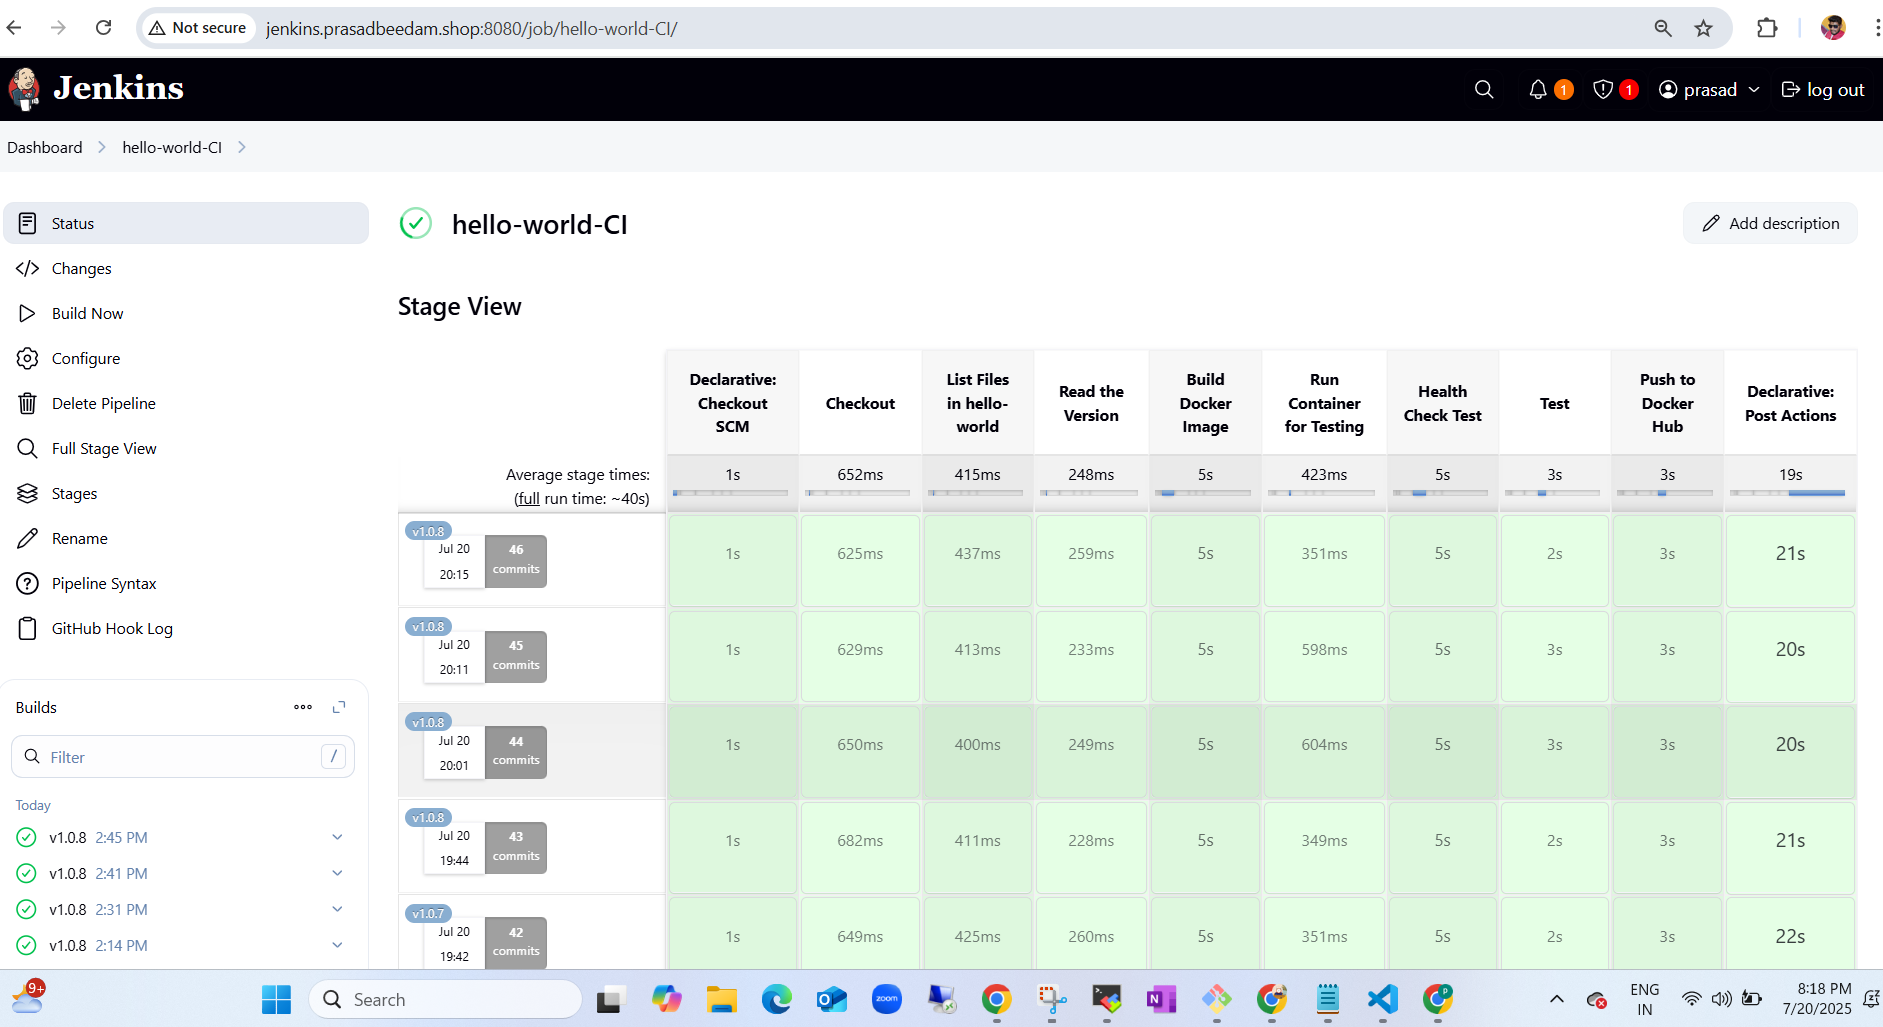 Not secure jenkins.prasadbeedam.shop:8080/job/hello-world-CI/
Jenkins
1 1 prasad log out
Dashboard hello-world-CI
Status
Changes
Build Now
Configure
Delete Pipeline
Full Stage View
Stages
Rename
Pipeline Syntax
GitHub Hook Log
Builds
Filter /
Today
v1.0.8 2:45 PM
v1.0.8 2:41 PM
v1.0.8 2:31 PM
v1.0.8 2:14 PM
hello-world-CI
Add description
Stage View
Declarative: Checkout SCM
Checkout
List Files in hello-world
Read the Version
Build Docker Image
Run Container for Testing
Health Check Test
Test
Push to Docker Hub
Declarative: Post Actions
Average stage times:
(full run time: ~40s)
1s 652ms 415ms 248ms 5s 423ms 5s 3s 3s 19s
v1.0.8
Jul 20
20:15
46
commits
1s 625ms 437ms 259ms 5s 351ms 5s 2s 3s 21s
v1.0.8
Jul 20
20:11
45
commits
1s 629ms 413ms 233ms 5s 598ms 5s 3s 3s 20s
v1.0.8
Jul 20
20:01
44
commits
1s 650ms 400ms 249ms 5s 604ms 5s 3s 3s 20s
v1.0.8
Jul 20
19:44
43
commits
1s 682ms 411ms 228ms 5s 349ms 5s 2s 3s 21s
v1.0.7
Jul 20
19:42
42
commits
1s 649ms 425ms 260ms 5s 351ms 5s 2s 3s 22s
9+
Search
zoom
ENG
IN
8:18 PM
7/20/2025